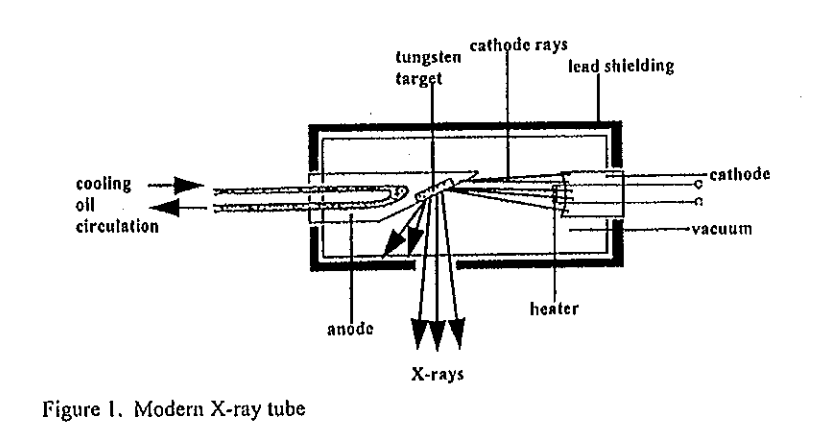 tungsten
target
cathode rays
lead shielding
cooling
oil
circulation
cathode
vacuum
anode
heater
X-rays
Figure 1. Modern X-ray tube